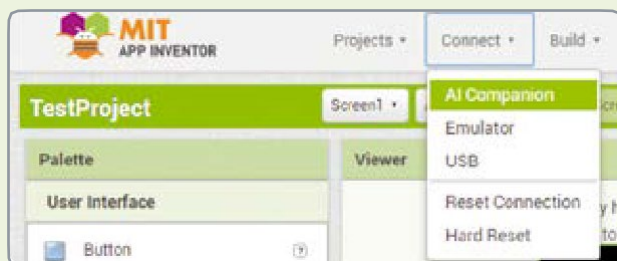 MIT
APP INVENTOR
Projects Connect Build
TestProject
Screen1
AI Companion
Emulator
USB
Reset Connection
Hard Reset
Palette
Viewer
User Interface
Button
to